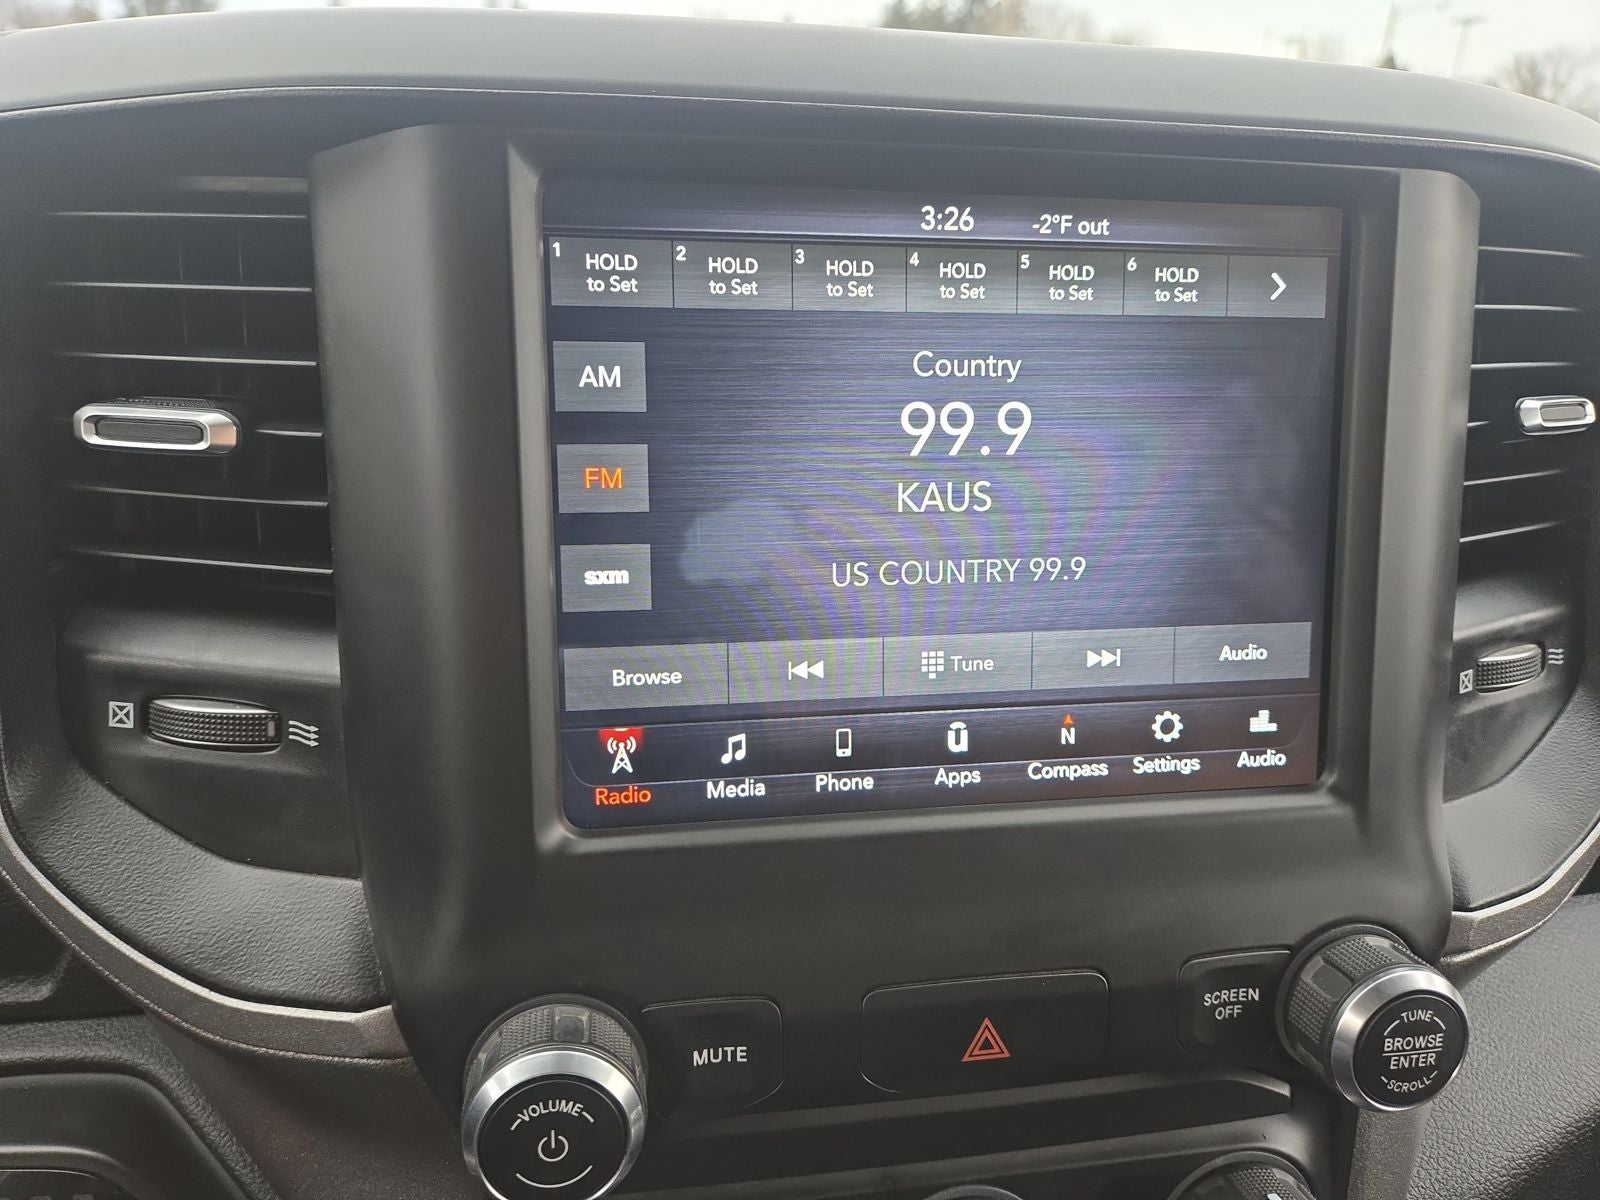 3:26 -2°F out
1 HOLD to Set
2 HOLD to Set
3 HOLD to Set
4 HOLD to Set
5 HOLD to Set
6 HOLD to Set
Country
AM
99.9
FM
KAUS
US COUNTRY 99.9
sxm
Browse Tune Audio
N
Radio Media Phone Apps Compass Settings Audio
MUTE
SCREEN
OFF
TUNE
BROWSE
ENTER
SCROLL
VOLUME